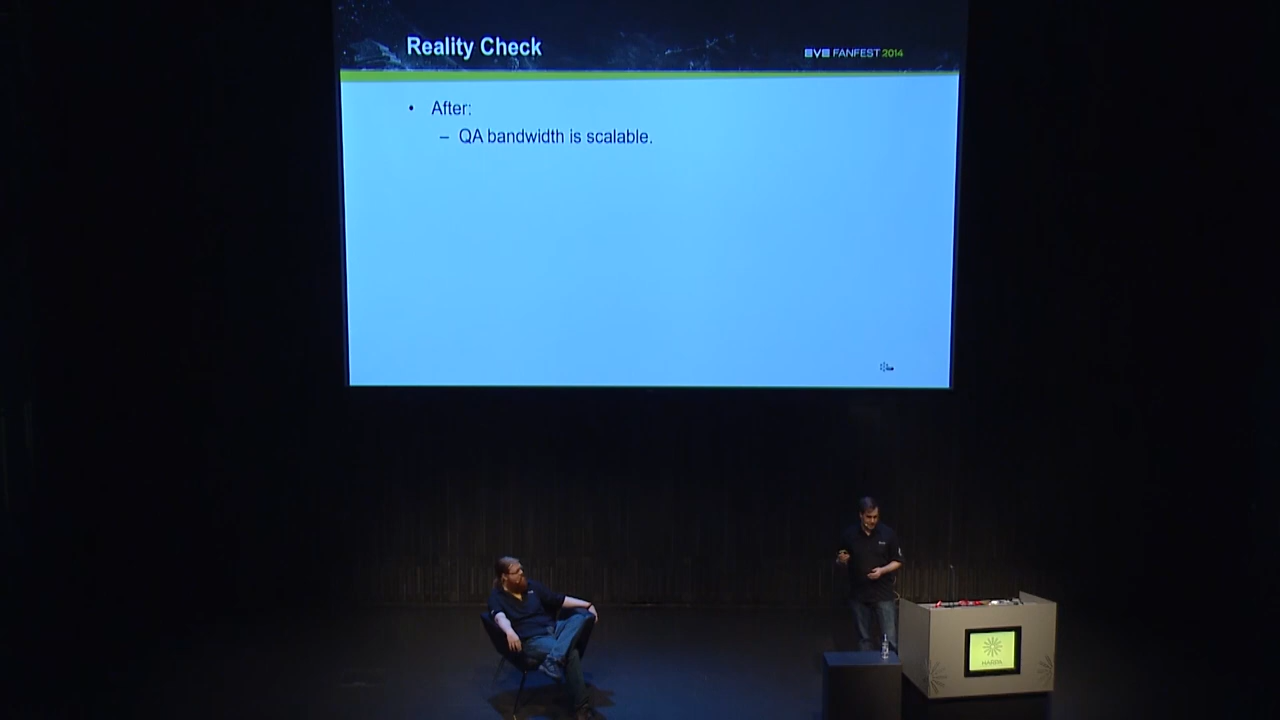 Reality Check
EVE FANFEST 2014
• After:
– QA bandwidth is scalable.
HARPA